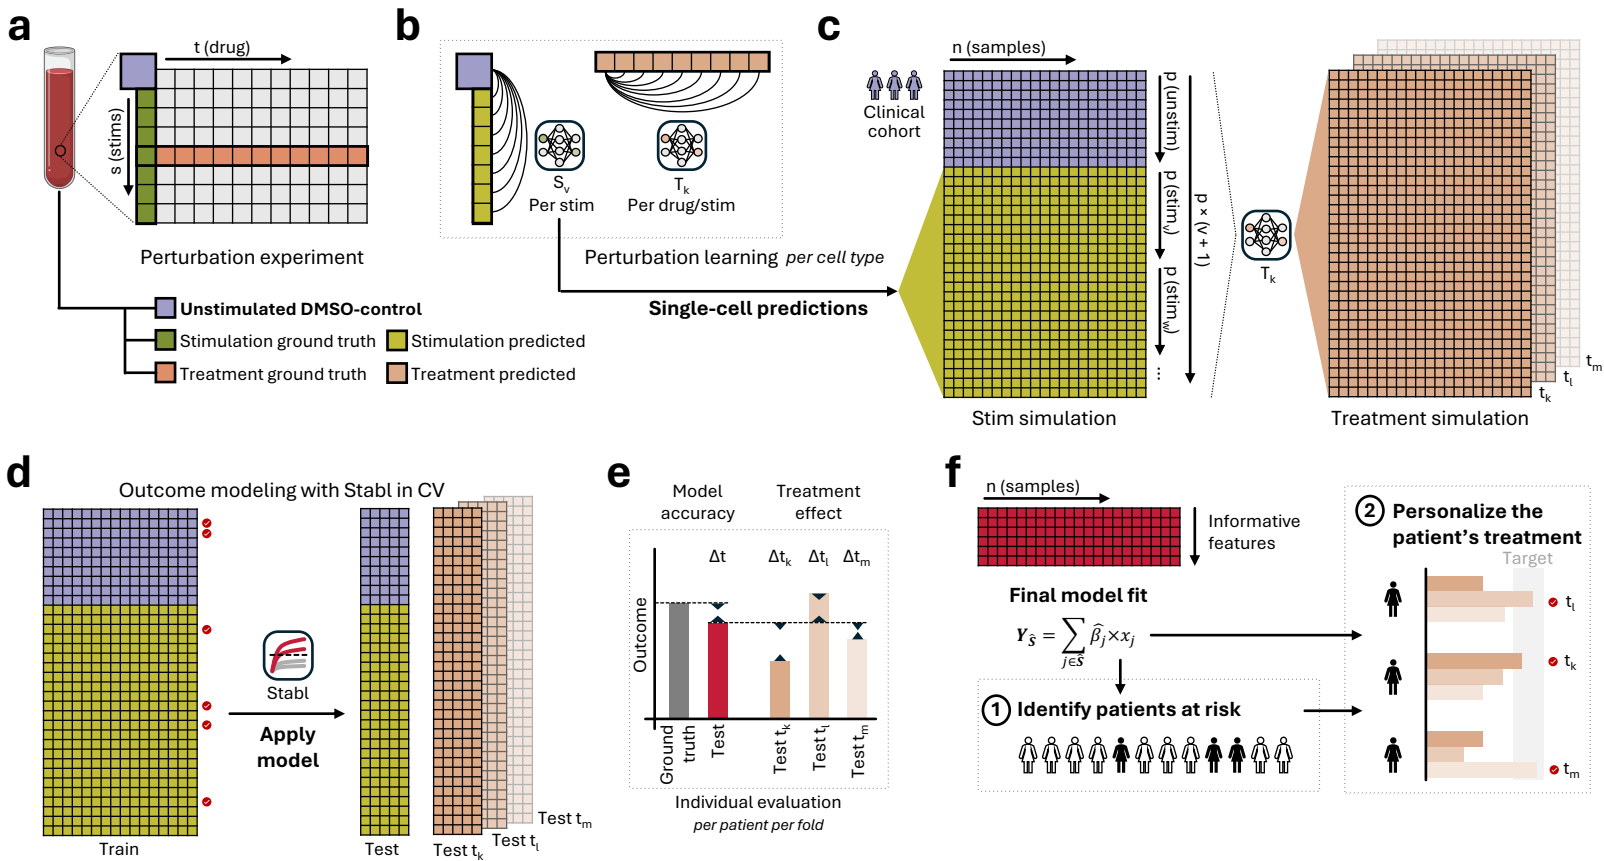 a
t (drug)
s (stims)
Perturbation experiment
Unstimulated DMSO-control
Stimulation ground truth
Stimulation predicted
Treatment ground truth
Treatment predicted
b
Sᵥ
Per stim
Tₖ
Per drug/stim
Perturbation learning per cell type
Single-cell predictions
c
n (samples)
Clinical
cohort
p (unstim)
p (stimᵥ)
p (stim_w)
...
p × (v + 1)
Stim simulation
Tₖ
Treatment simulation
tₖ
tₗ
tₘ
d
Outcome modeling with Stabl in CV
Stabl
Apply
model
Train
Test
Test tₖ
Test tₗ
Test tₘ
e
Model
accuracy
Treatment
effect
Δt
Δtₖ
Δtₗ
Δtₘ
Outcome
Ground
truth
Test
Test tₖ
Test tₗ
Test tₘ
Individual evaluation
per patient per fold
f
n (samples)
Informative
features
Final model fit
Y_ŝ = ∑_{j∈ŝ} β̂ⱼ×xⱼ
1 Identify patients at risk
2 Personalize the
patient's treatment
Target
tₗ
tₖ
tₘ